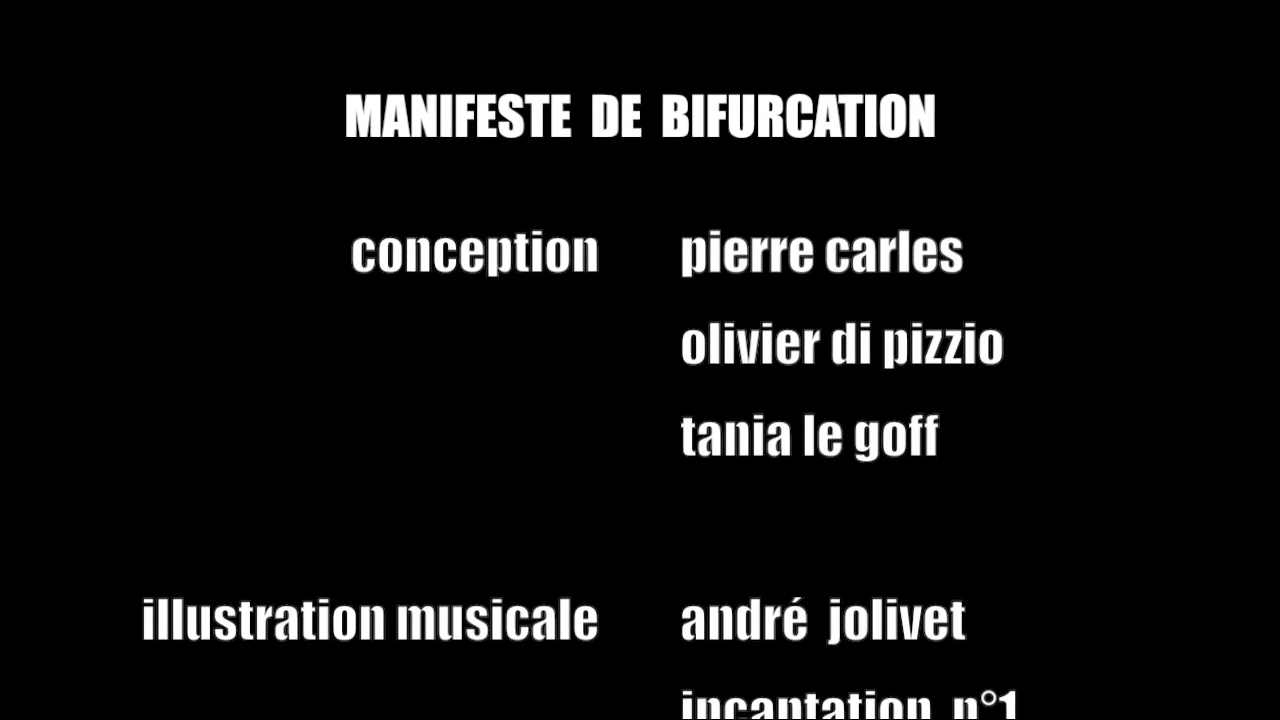 MANIFESTE DE BIFURCATION
conception pierre carles
olivier di pizzio
tania le goff
illustration musicale andré jolivet
incantation n°1